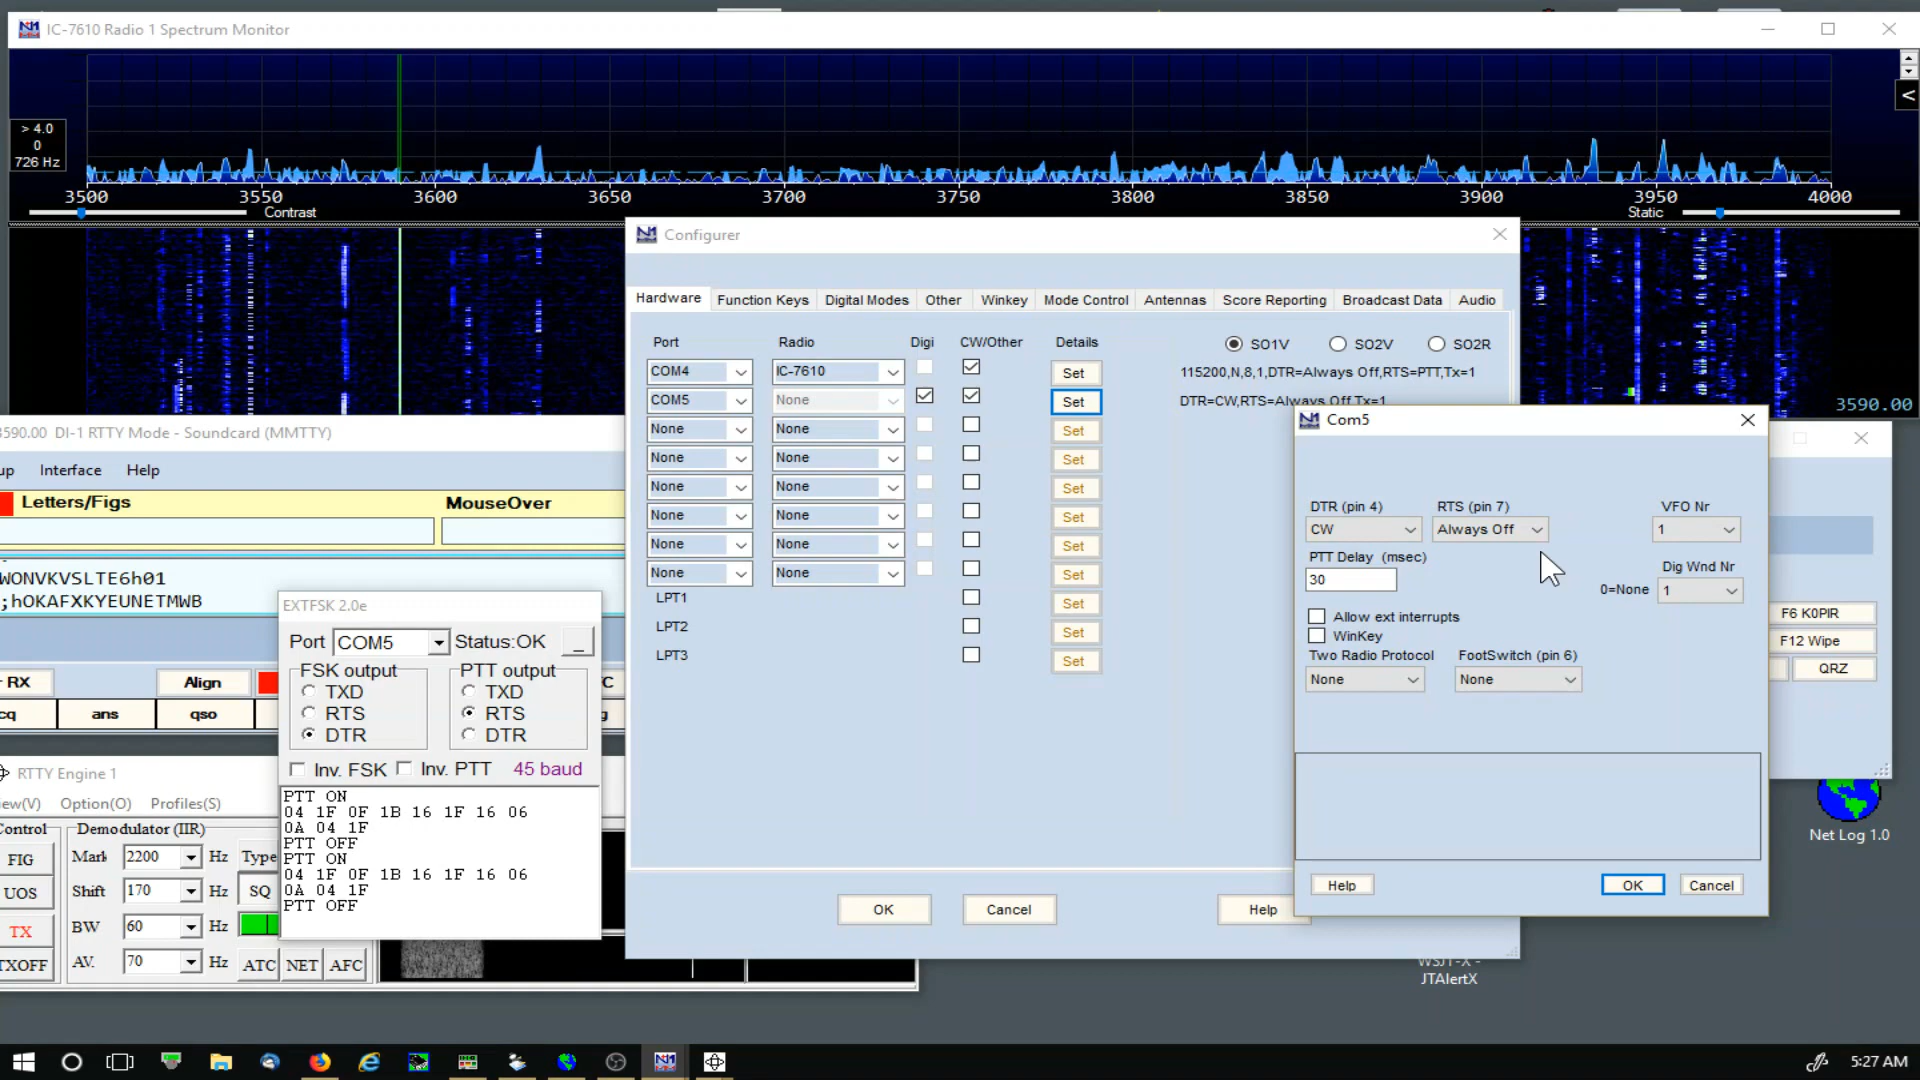 IC-7610 Radio 1 Spectrum Monitor
> 4.0
0
726 Hz
3500 3550 3600 3650 3700 3750 3800 3850 3900 3950 4000
Contrast
Static
<
3590.00
Configurer
Hardware Function Keys Digital Modes Other Winkey Mode Control Antennas Score Reporting Broadcast Data Audio
Port Radio Digi CW/Other Details
SO1V SO2V SO2R
COM4 IC-7610 Set 115200,N,8,1,DTR=Always Off,RTS=PTT,Tx=1
COM5 None Set DTR=CW,RTS=Always Off,Tx=1
None None Set
None None Set
None None Set
None None Set
None None Set
None None Set
LPT1 Set
LPT2 Set
LPT3 Set
OK Cancel Help
Com5
DTR (pin 4) RTS (pin 7) VFO Nr
CW Always Off 1
PTT Delay (msec)
30
Dig Wnd Nr
0=None 1
Allow ext interrupts
WinKey
Two Radio Protocol FootSwitch (pin 6)
None None
Help OK Cancel
3590.00 DI-1 RTTY Mode - Soundcard (MMTTY)
up Interface Help
Letters/Figs MouseOver
WONVKVSLTE6h01
;hOKAFXKYEUNETMWB
RX Align
cq ans qso
EXTFSK 2.0e
Port COM5 Status:OK _
FSK output PTT output
TXD TXD
RTS RTS
DTR DTR
Inv. FSK Inv. PTT 45 baud
PTT ON
04 1F 0F 1B 16 1F 16 06
0A 04 1F
PTT OFF
PTT ON
04 1F 0F 1B 16 1F 16 06
0A 04 1F
PTT OFF
RTTY Engine 1
ew(V) Option(O) Profiles(S)
Control Demodulator (IIR)
FIG Mark 2200 Hz Type
UOS Shift 170 Hz SQ
TX BW 60 Hz
TXOFF AV. 70 Hz ATC NET AFC
F6 K0PIR
F12 Wipe
QRZ
Net Log 1.0
WSJT-X -
JTAlertX
5:27 AM